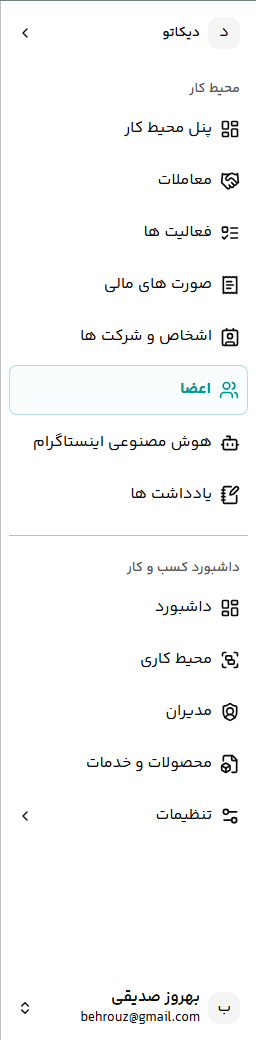 د
دیکاتو
محیط کار
پنل محیط کار
معاملات
فعالیت ها
صورت های مالی
اشخاص و شرکت ها
اعضا
هوش مصنوعی اینستاگرام
یادداشت ها
داشبورد کسب و کار
داشبورد
محیط کاری
مدیران
محصولات و خدمات
تنظیمات
ب
بهروز صدیقی
behrouz@gmail.com